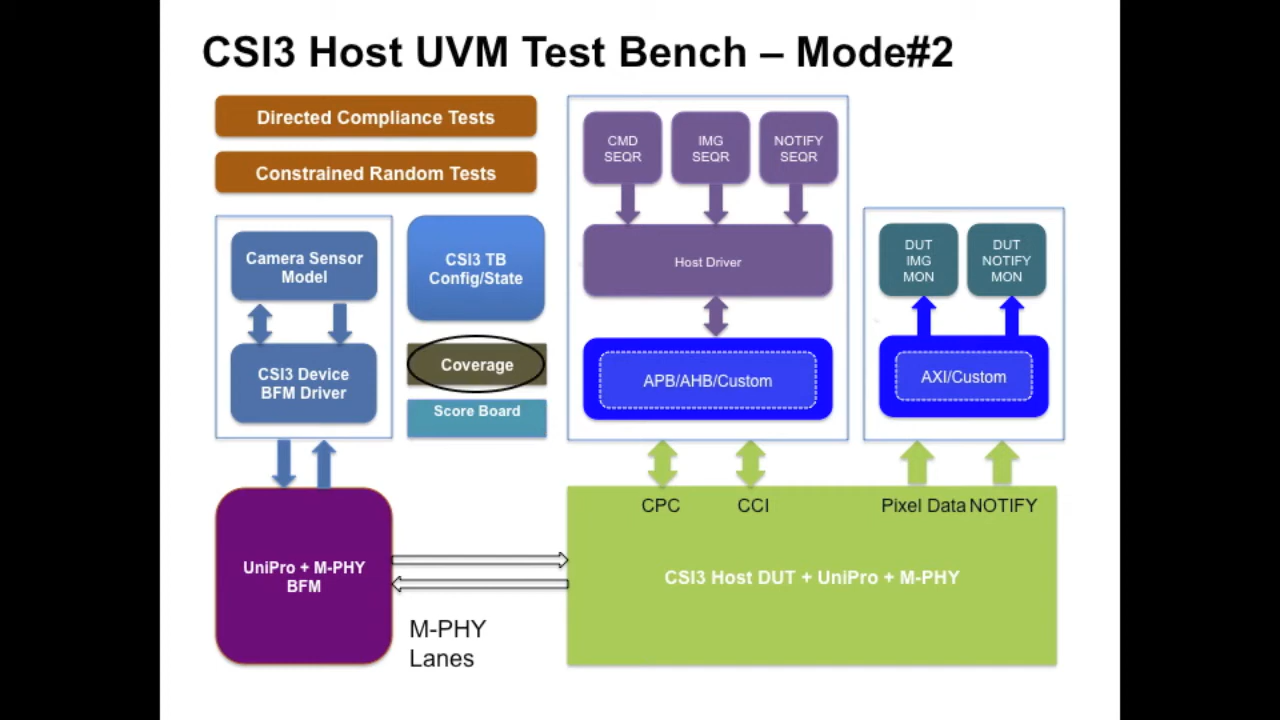 CSI3 Host UVM Test Bench – Mode#2
Directed Compliance Tests
Constrained Random Tests
Camera Sensor
Model
CSI3 Device
BFM Driver
CSI3 TB
Config/State
Coverage
Score Board
CMD
SEQR
IMG
SEQR
NOTIFY
SEQR
Host Driver
APB/AHB/Custom
DUT
IMG
MON
DUT
NOTIFY
MON
AXI/Custom
CPC
CCI
Pixel Data
NOTIFY
UniPro + M-PHY
BFM
CSI3 Host DUT + UniPro + M-PHY
M-PHY
Lanes